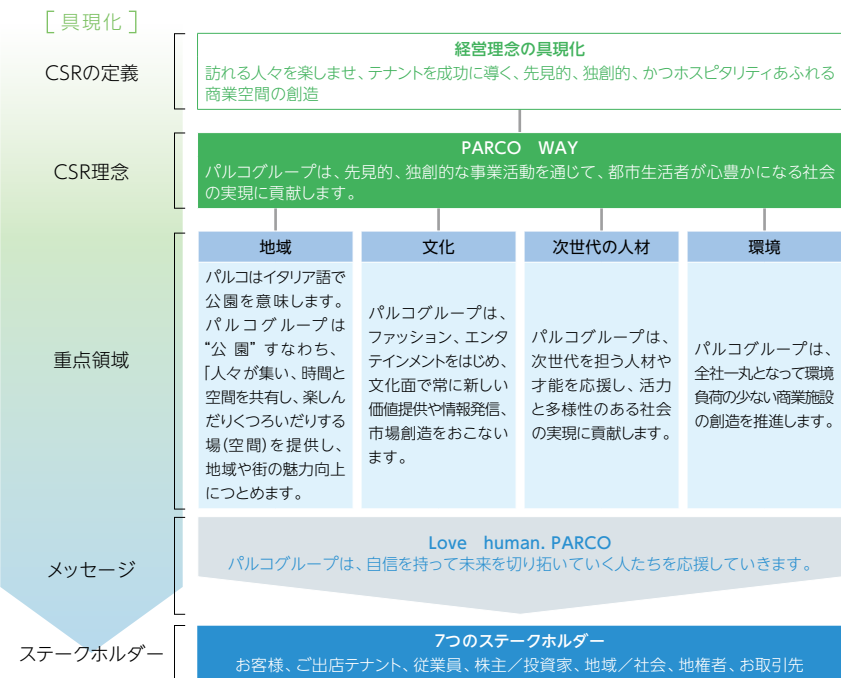 [具現化]
CSRの定義
経営理念の具現化
訪れる人々を楽しませ、テナントを成功に導く、先見的、独創的、かつホスピタリティあふれる
商業空間の創造
CSR理念
PARCO WAY
パルコグループは、先見的、独創的な事業活動を通じて、都市生活者が心豊かになる社会
の実現に貢献します。
重点領域
地域
パルコはイタリア語で
公園を意味します。
パルコグループは
“公園”すなわち、
「人々が集い、時間と
空間を共有し、楽しん
だりくつろいだりする
場(空間)を提供し、
地域や街の魅力向上
につとめます。
文化
パルコグループは、
ファッション、エンタ
テインメントをはじめ、
文化面で常に新しい
価値提供や情報発信、
市場創造をおこない
ます。
次世代の人材
パルコグループは、
次世代を担う人材や
才能を応援し、活力
と多様性のある社会
の実現に貢献します。
環境
パルコグループは、
全社一丸となって環境
負荷の少ない商業施設
の創造を推進します。
メッセージ
Love human. PARCO
パルコグループは、自信を持って未来を切り拓いていく人たちを応援していきます。
ステークホルダー
7つのステークホルダー
お客様、ご出店テナント、従業員、株主／投資家、地域／社会、地権者、お取引先